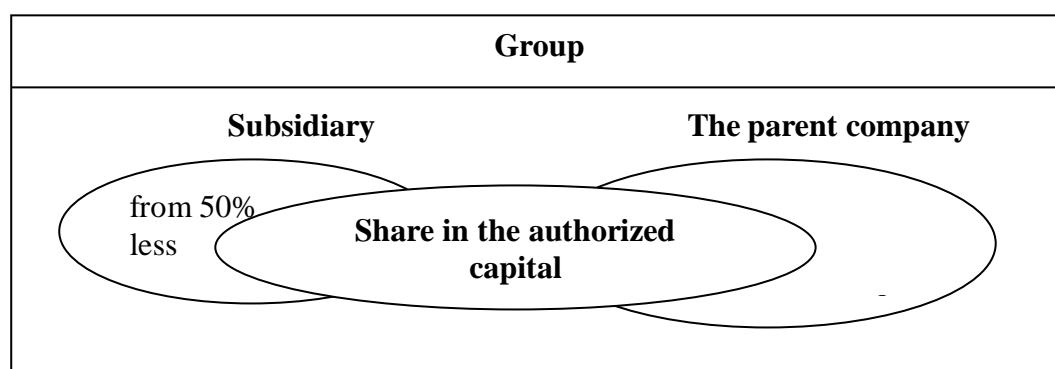 Group
Subsidiary
The parent company
from 50%
less
Share in the authorized
capital